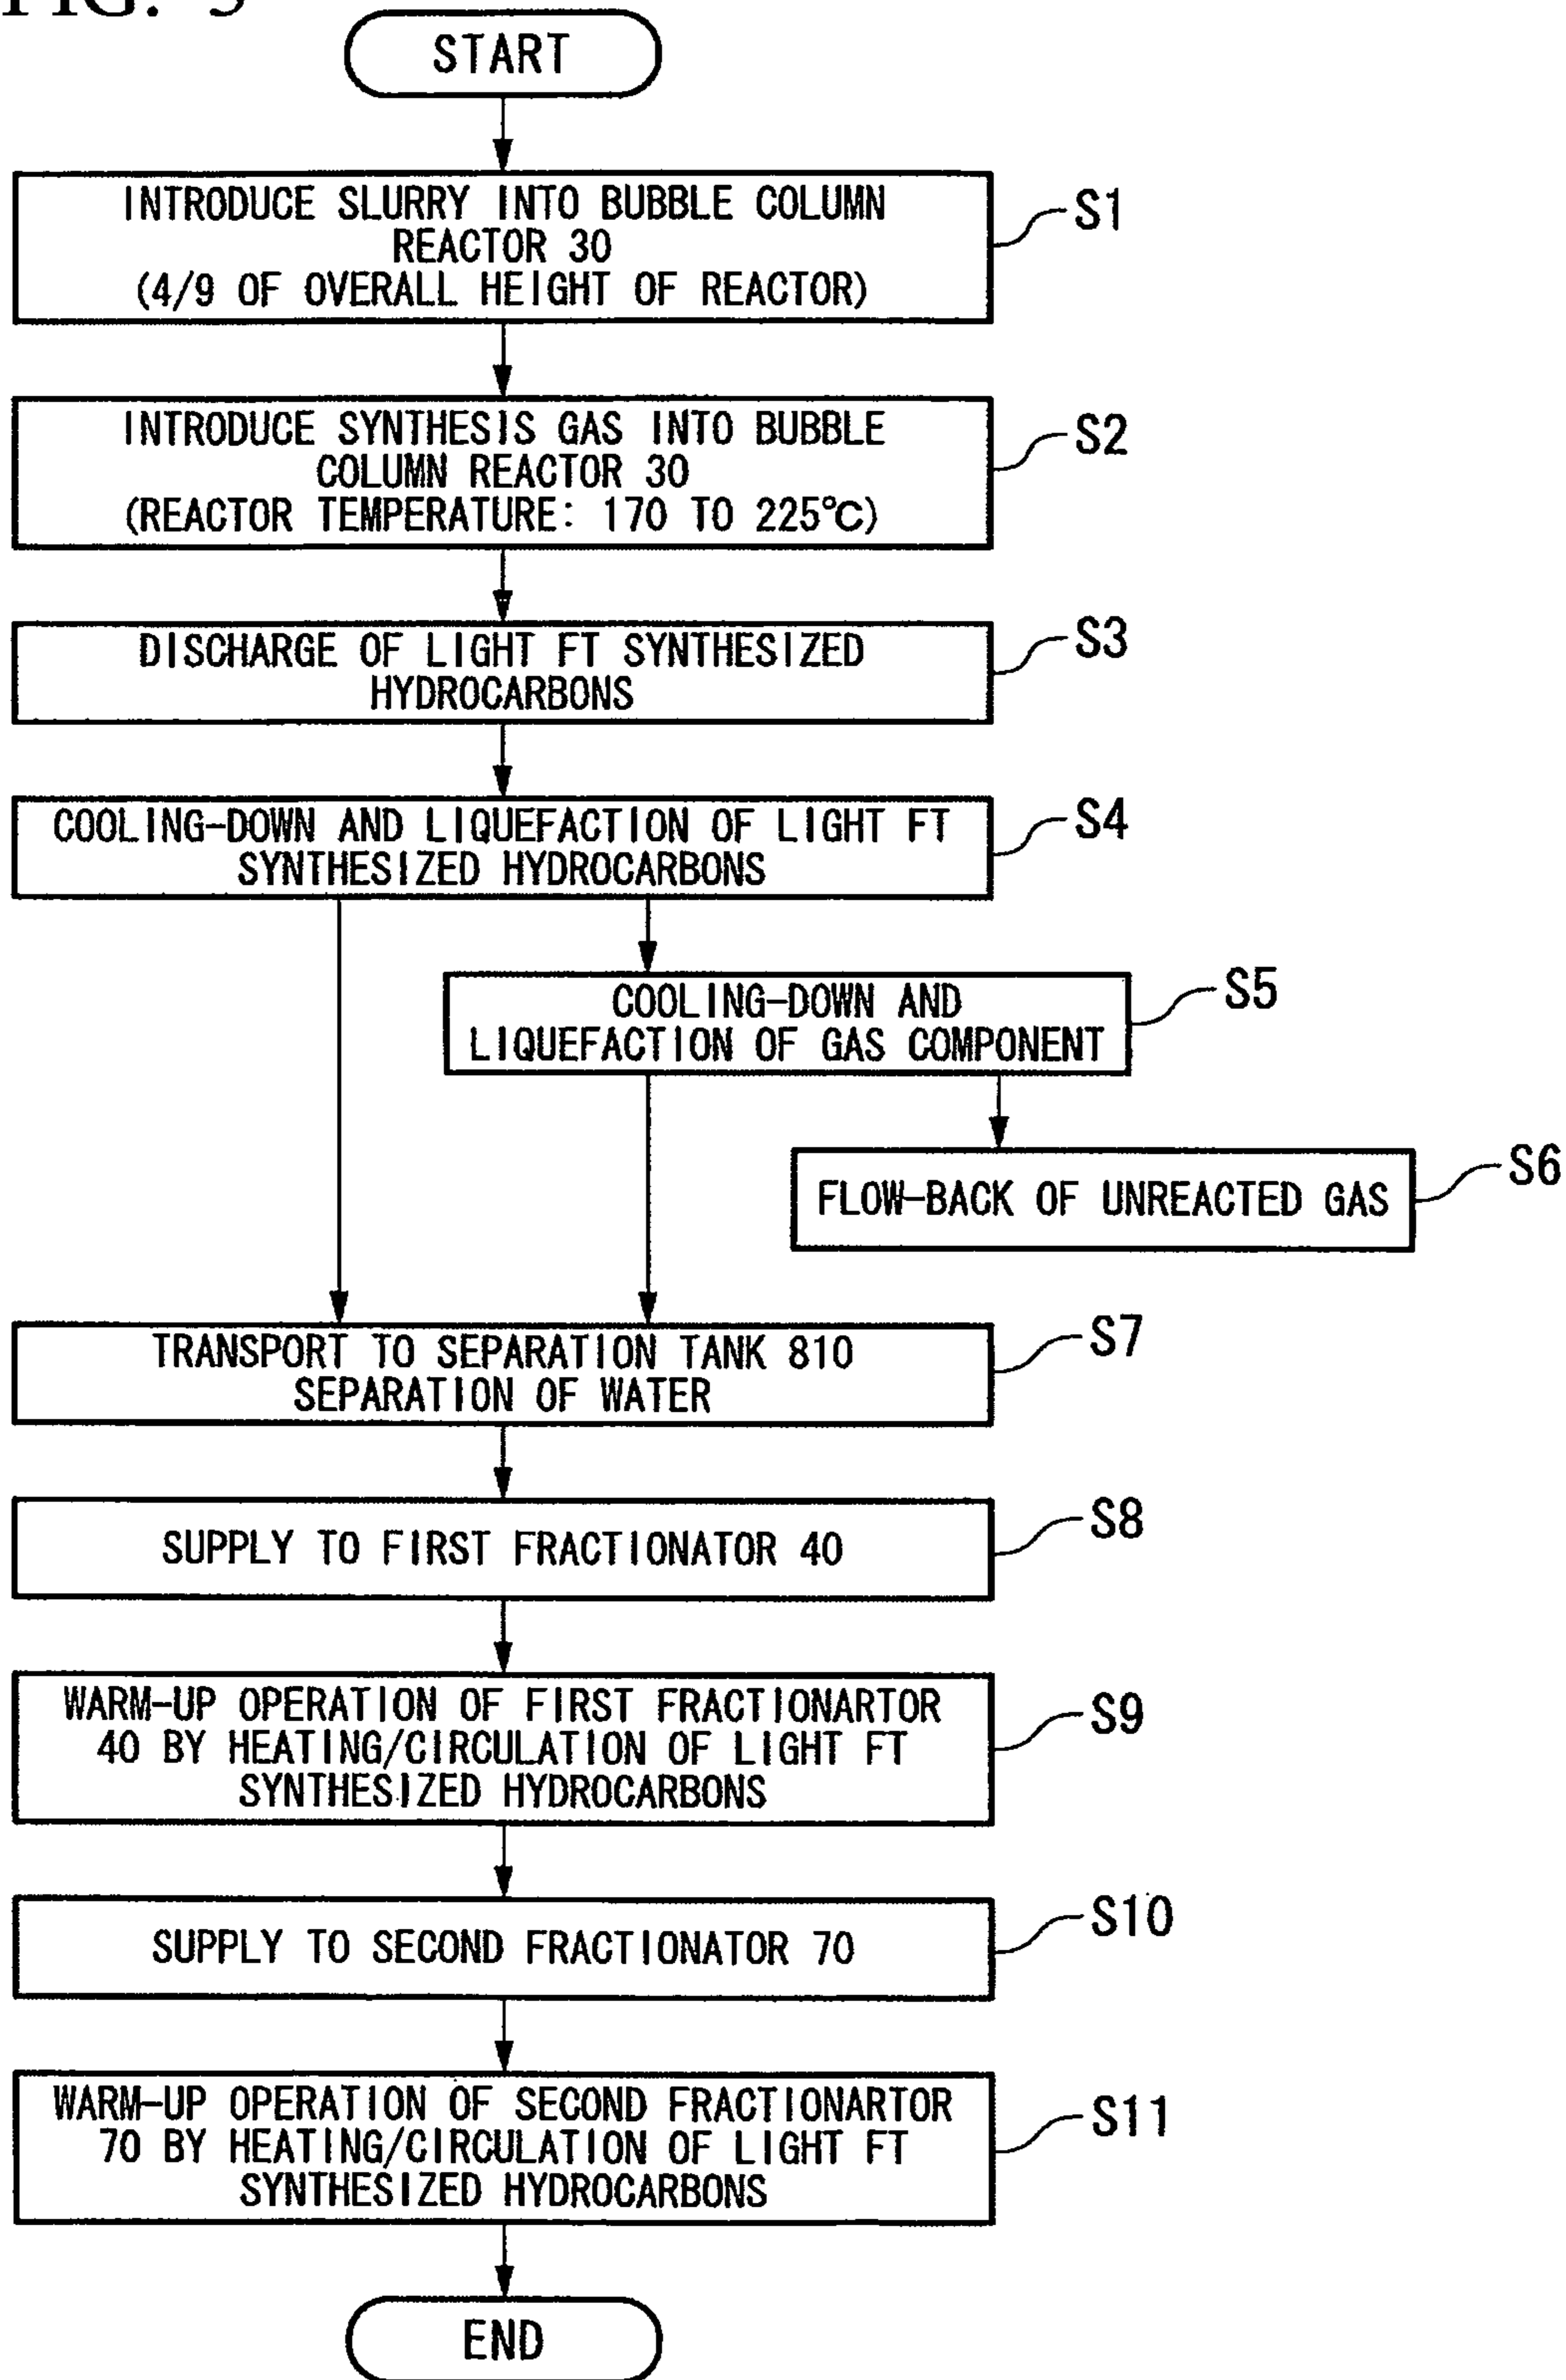 START
INTRODUCE SLURRY INTO BUBBLE COLUMN
REACTOR 30
(4/9 OF OVERALL HEIGHT OF REACTOR)
S1
INTRODUCE SYNTHESIS GAS INTO BUBBLE
COLUMN REACTOR 30
(REACTOR TEMPERATURE: 170 TO 225℃)
S2
DISCHARGE OF LIGHT FT SYNTHESIZED
HYDROCARBONS
S3
COOLING-DOWN AND LIQUEFACTION OF LIGHT FT
SYNTHESIZED HYDROCARBONS
S4
COOLING-DOWN AND
LIQUEFACTION OF GAS COMPONENT
S5
FLOW-BACK OF UNREACTED GAS
S6
TRANSPORT TO SEPARATION TANK 810
SEPARATION OF WATER
S7
SUPPLY TO FIRST FRACTIONATOR 40
S8
WARM-UP OPERATION OF FIRST FRACTIONARTOR
40 BY HEATING/CIRCULATION OF LIGHT FT
SYNTHESIZED HYDROCARBONS
S9
SUPPLY TO SECOND FRACTIONATOR 70
S10
WARM-UP OPERATION OF SECOND FRACTIONARTOR
70 BY HEATING/CIRCULATION OF LIGHT FT
SYNTHESIZED HYDROCARBONS
S11
END